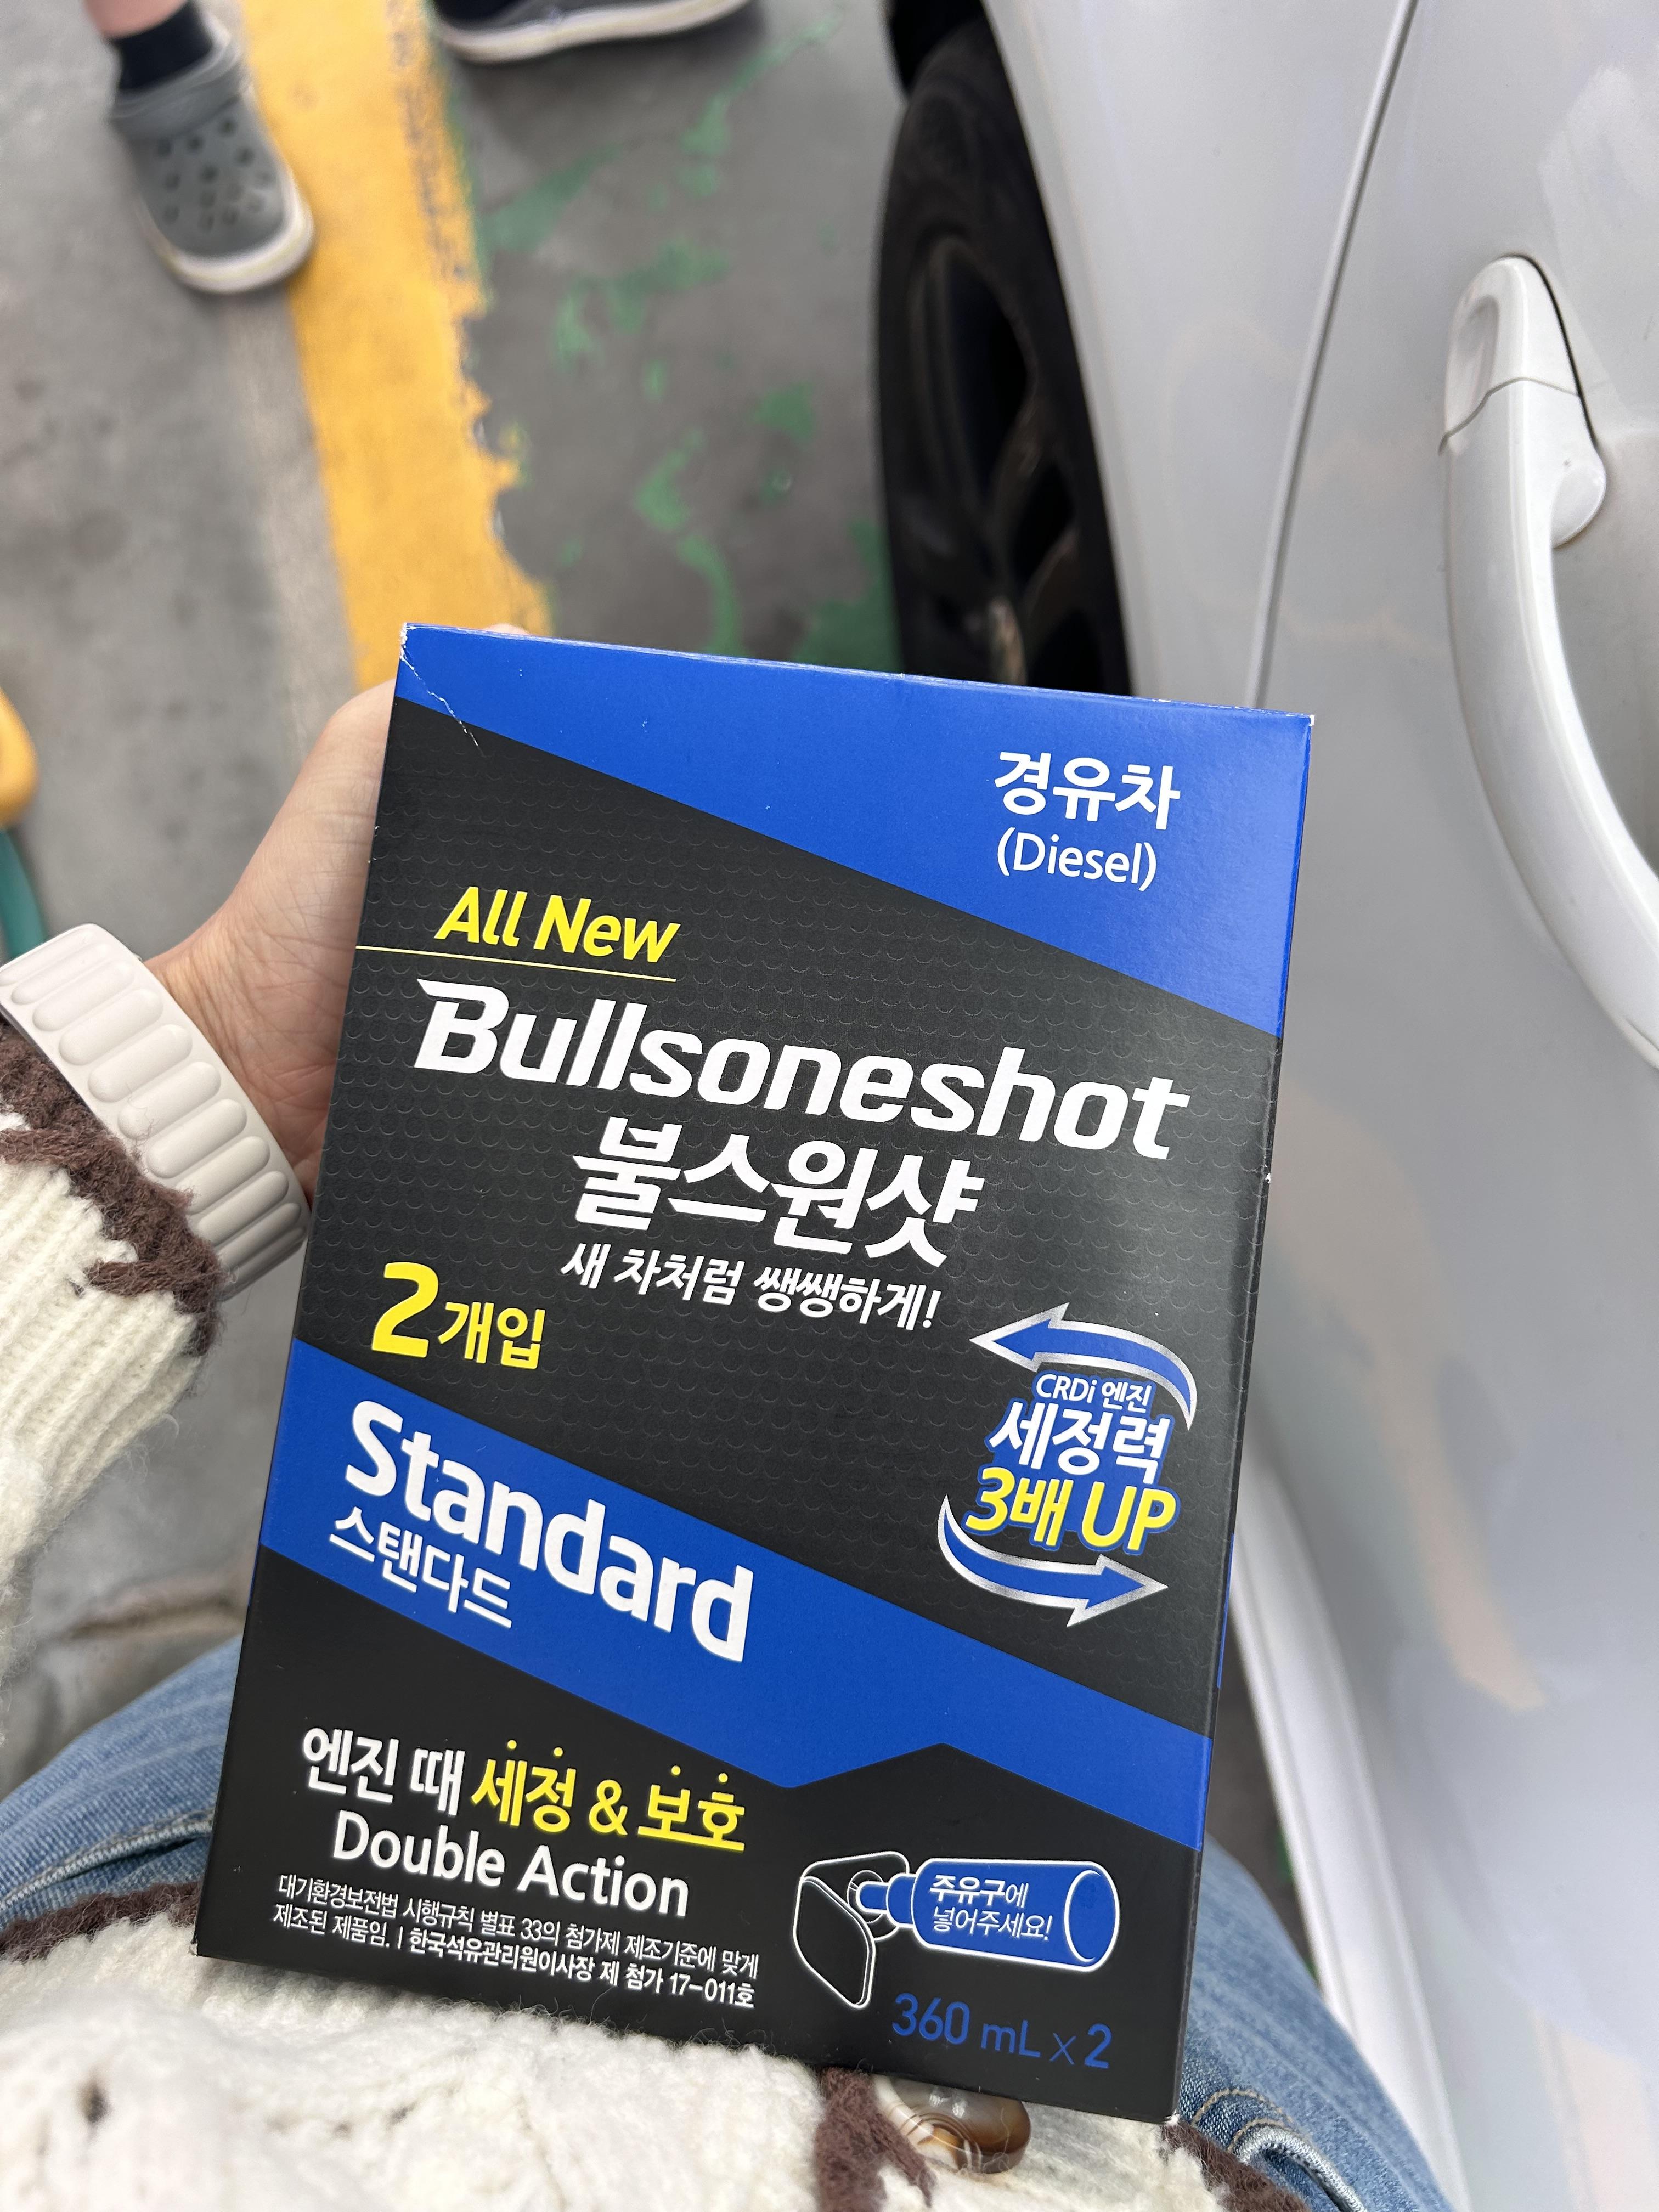 경유차
(Diesel)
All New
Bullsoneshot
불스원샷
새 차처럼 쌩쌩하게!
2개입
CRDi 엔진
세정력
3배 UP
Standard
스탠다드
엔진 때 세정 & 보호
Double Action
대기환경보전법 시행규칙 별표 33의 첨가제 제조기준에 맞게
제조된 제품임. | 한국석유관리원이사장 제 첨가 17-011호
주유구에
넣어주세요!
360 mL x 2